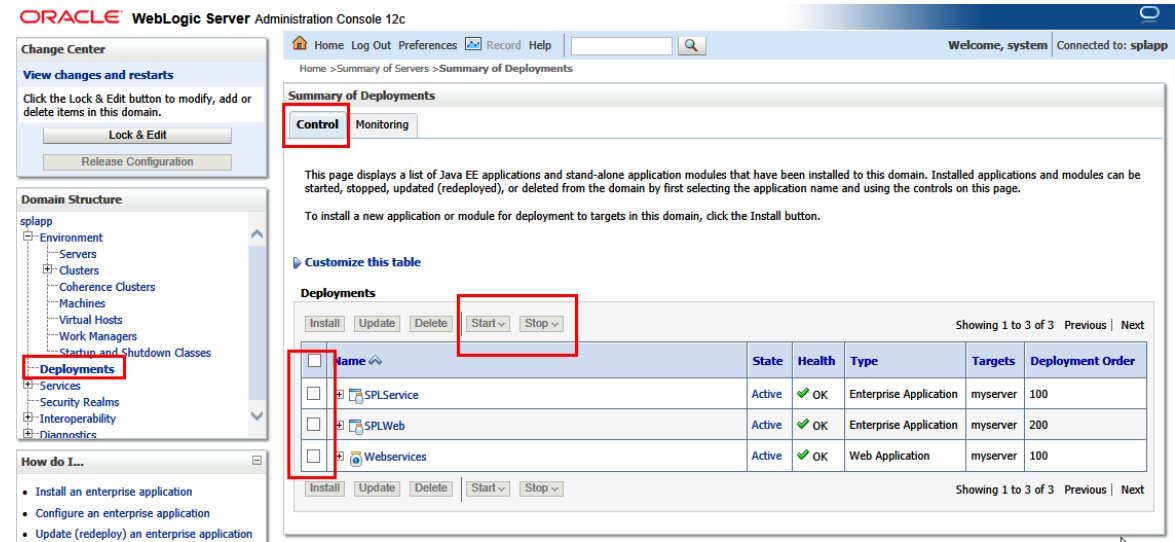 ORACLE WebLogic Server Administration Console 12c
Change Center
View changes and restarts
Click the Lock & Edit button to modify, add or
delete items in this domain.
Lock & Edit
Release Configuration
Domain Structure
splapp
Environment
Servers
Clusters
Coherence Clusters
Machines
Virtual Hosts
Work Managers
Startup and Shutdown Classes
Deployments
Services
Security Realms
Interoperability
Diagnostics
How do I...
Install an enterprise application
Configure an enterprise application
Update (redeploy) an enterprise application
Home Log Out Preferences Record Help
Welcome, system Connected to: splapp
Home >Summary of Servers >Summary of Deployments
Summary of Deployments
Control Monitoring
This page displays a list of Java EE applications and stand-alone application modules that have been installed to this domain. Installed applications and modules can be
started, stopped, updated (redeployed), or deleted from the domain by first selecting the application name and using the controls on this page.
To install a new application or module for deployment to targets in this domain, click the Install button.
Customize this table
Deployments
Install Update Delete Start Stop Showing 1 to 3 of 3 Previous | Next
Name State Health Type Targets Deployment Order
SPLService Active OK Enterprise Application myserver 100
SPLWeb Active OK Enterprise Application myserver 200
Webservices Active OK Web Application myserver 100
Install Update Delete Start Stop Showing 1 to 3 of 3 Previous | Next